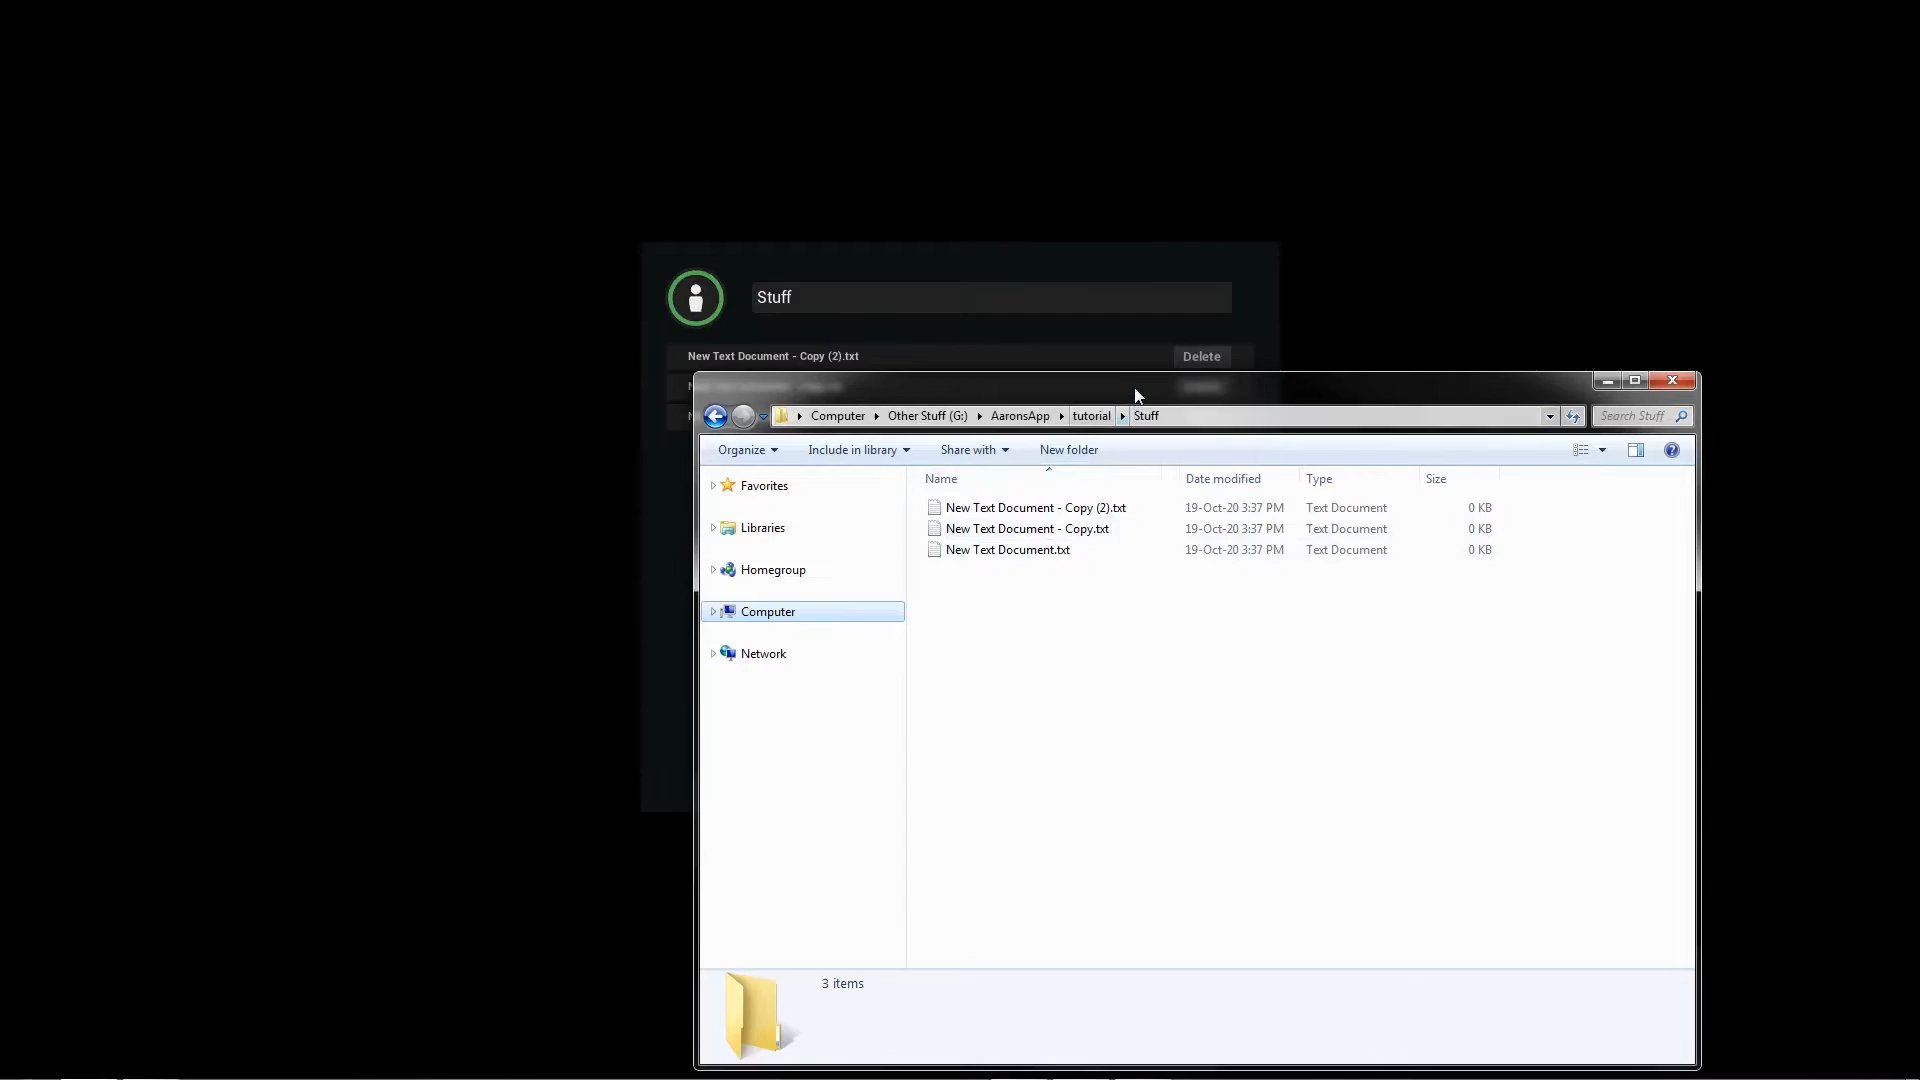 Stuff
New Text Document - Copy (2).txt Delete
Computer Other Stuff (G:) AaronsApp tutorial Stuff Search Stuff
Organize Include in library Share with New folder
Name Date modified Type Size
Favorites
New Text Document - Copy (2).txt 19-Oct-20 3:37 PM Text Document 0 KB
Libraries
New Text Document - Copy.txt 19-Oct-20 3:37 PM Text Document 0 KB
New Text Document.txt 19-Oct-20 3:37 PM Text Document 0 KB
Homegroup
Computer
Network
3 items